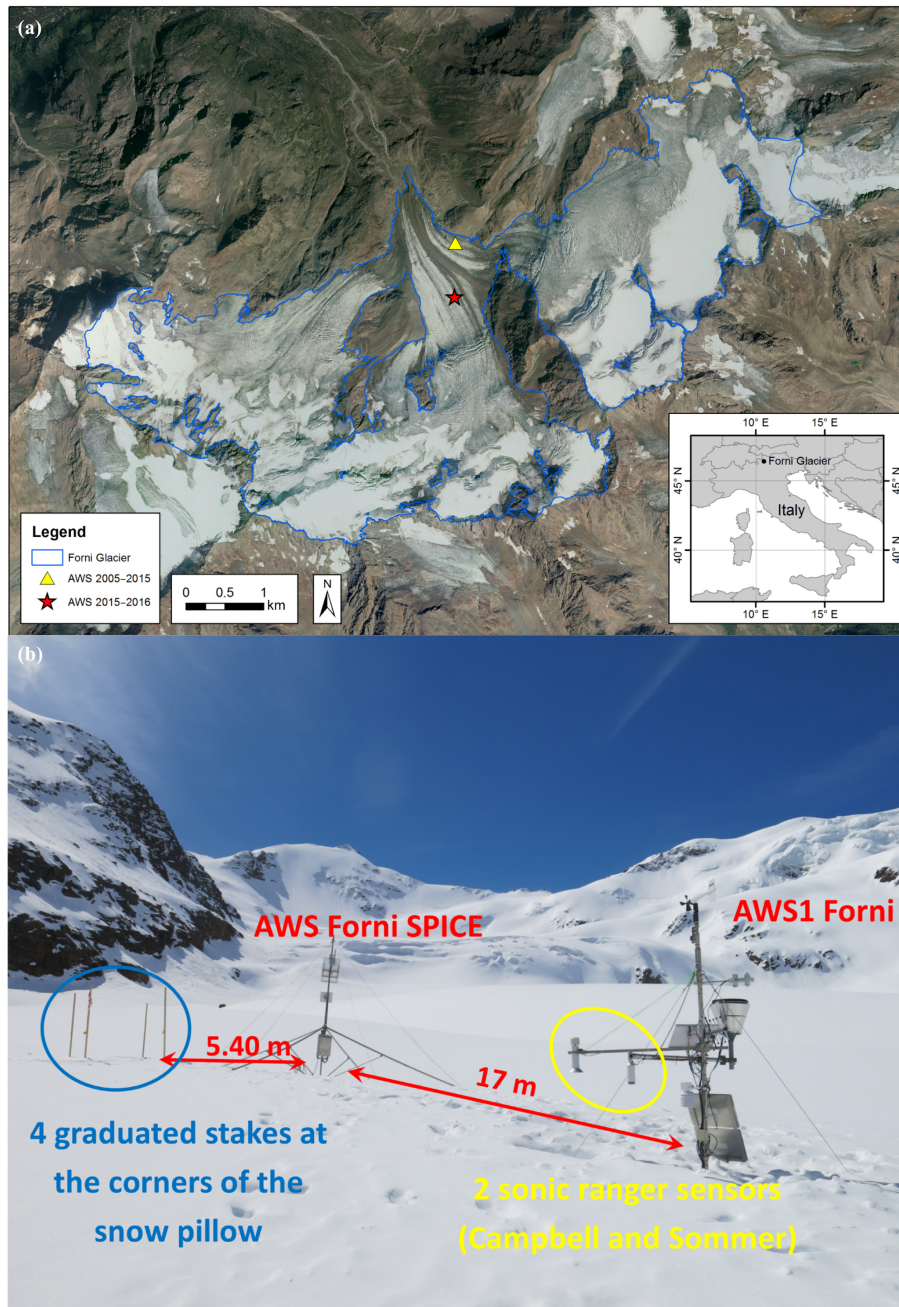 (a)
10° E 15° E
Forni Glacier
45° N
Italy
40° N
10° E 15° E
Legend
Forni Glacier
AWS 2005–2015
AWS 2015–2016
0 0.5 1
km
N
(b)
AWS Forni SPICE
AWS1 Forni
5.40 m
17 m
4 graduated stakes at
the corners of the
snow pillow
2 sonic ranger sensors
(Campbell and Sommer)